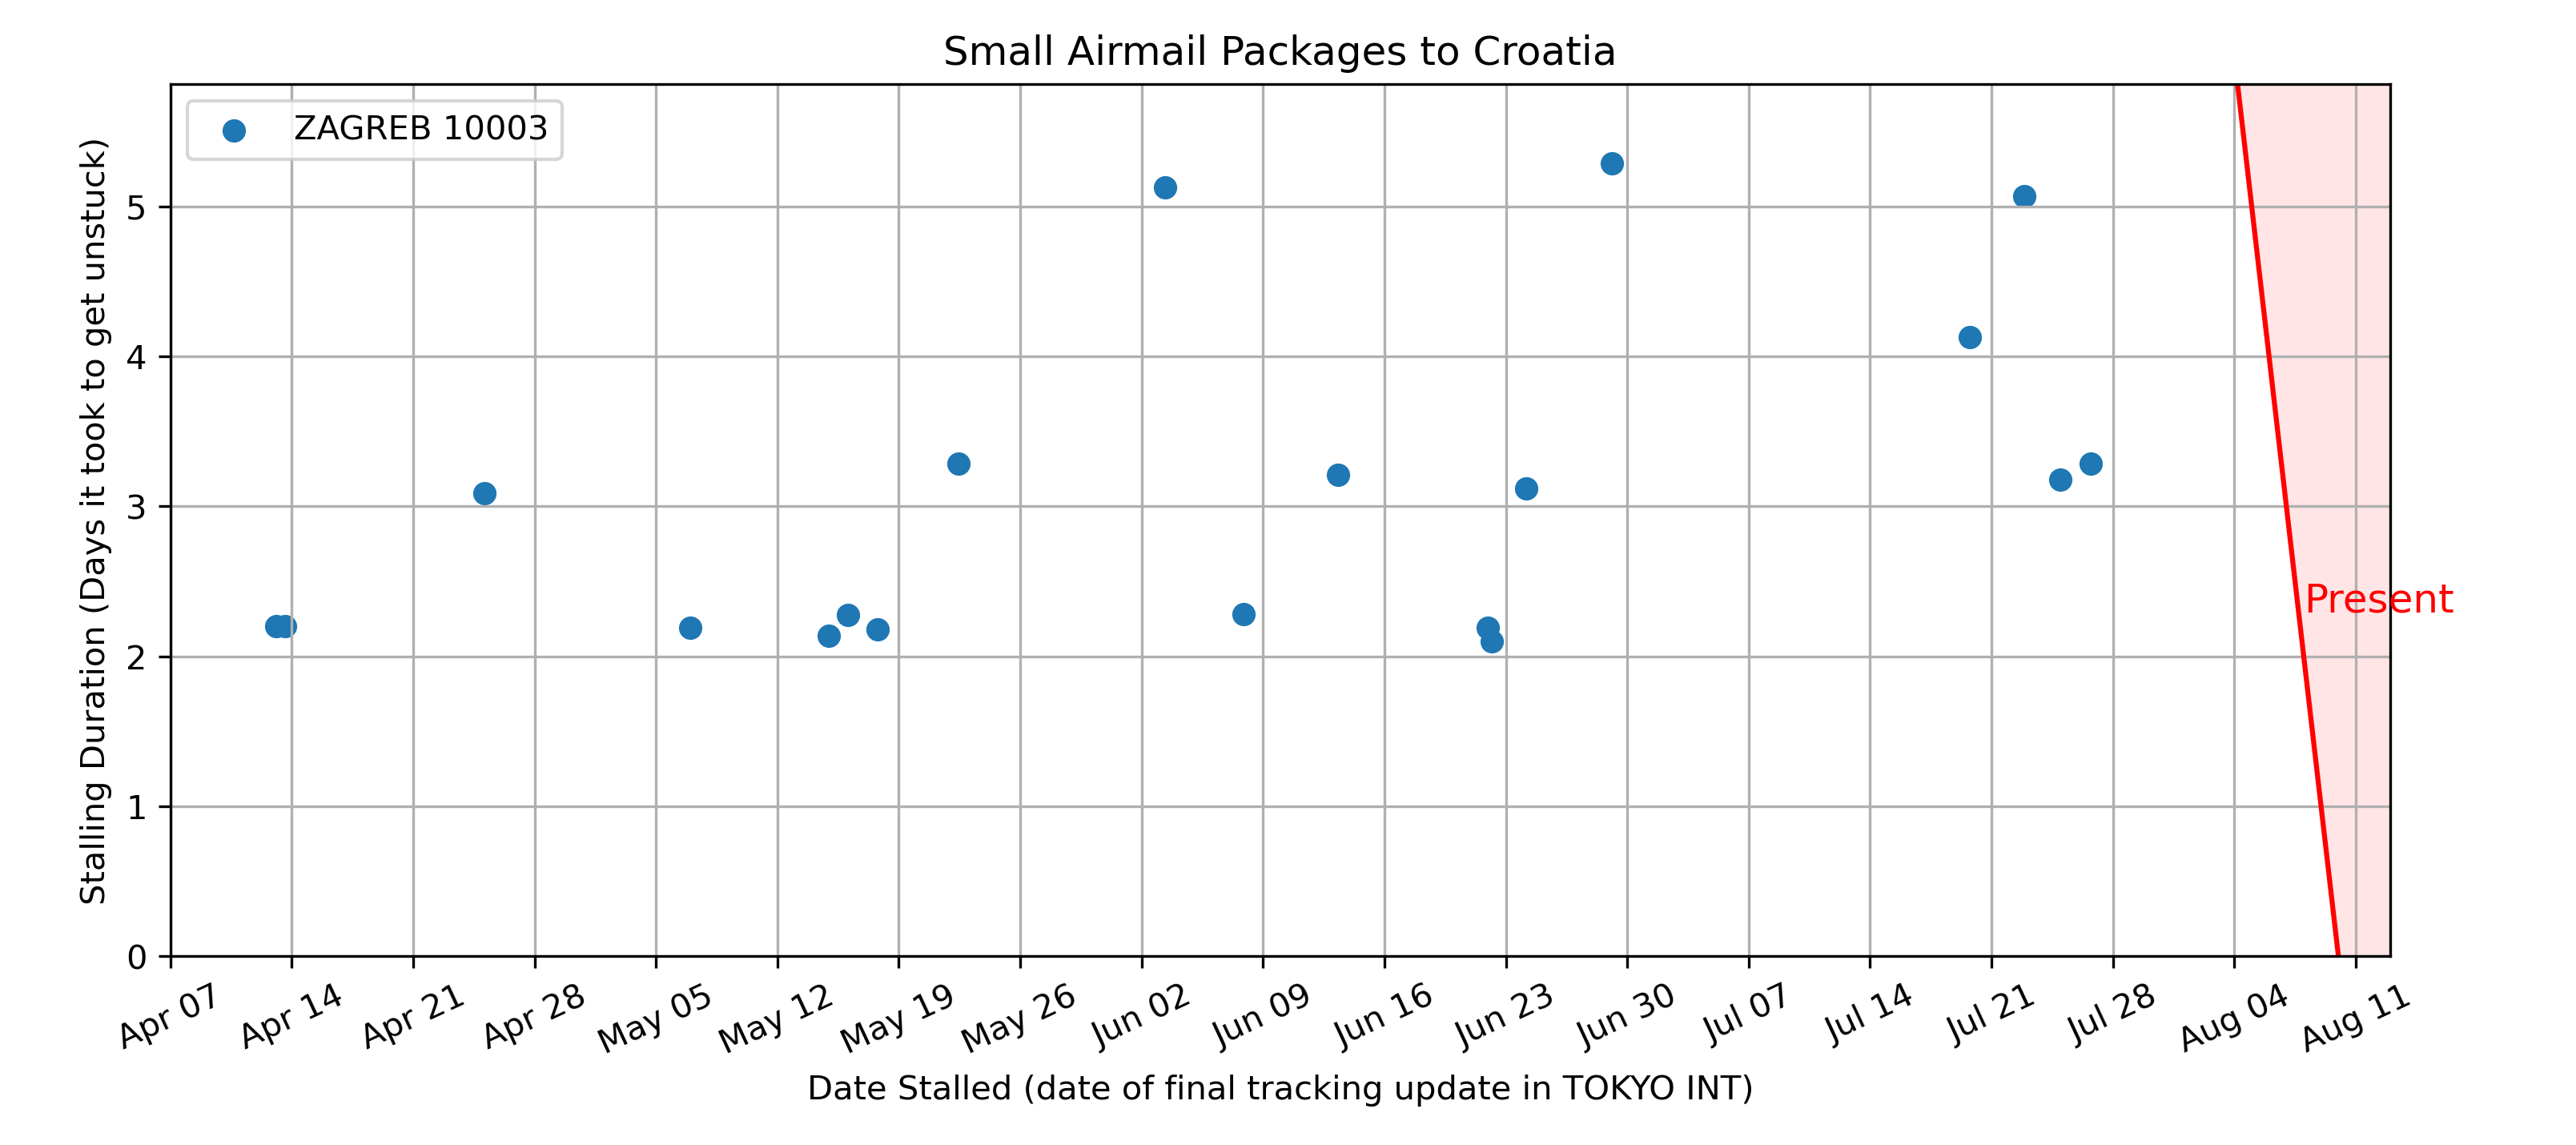 Small Airmail Packages to Croatia
ZAGREB 10003
Stalling Duration (Days it took to get unstuck)
5
4
3
2
1
0
Present
Apr 07
Apr 14
Apr 21
Apr 28
May 05
May 12
May 19
May 26
Jun 02
Jun 09
Jun 16
Jun 23
Jun 30
Jul 07
Jul 14
Jul 21
Jul 28
Aug 04
Aug 11
Date Stalled (date of final tracking update in TOKYO INT)